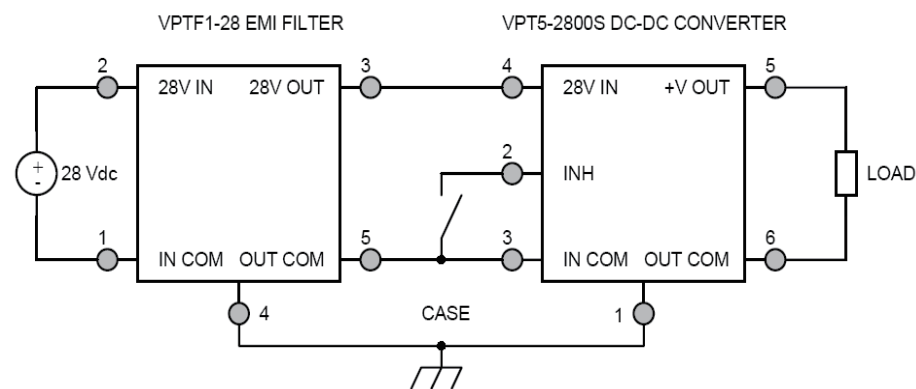 VPTF1-28 EMI FILTER VPT5-2800S DC-DC CONVERTER
2 3 4 5
28V IN 28V OUT 28V IN +V OUT
2
+
-
28 Vdc INH LOAD
1 5 3 6
IN COM OUT COM IN COM OUT COM
4 CASE 1